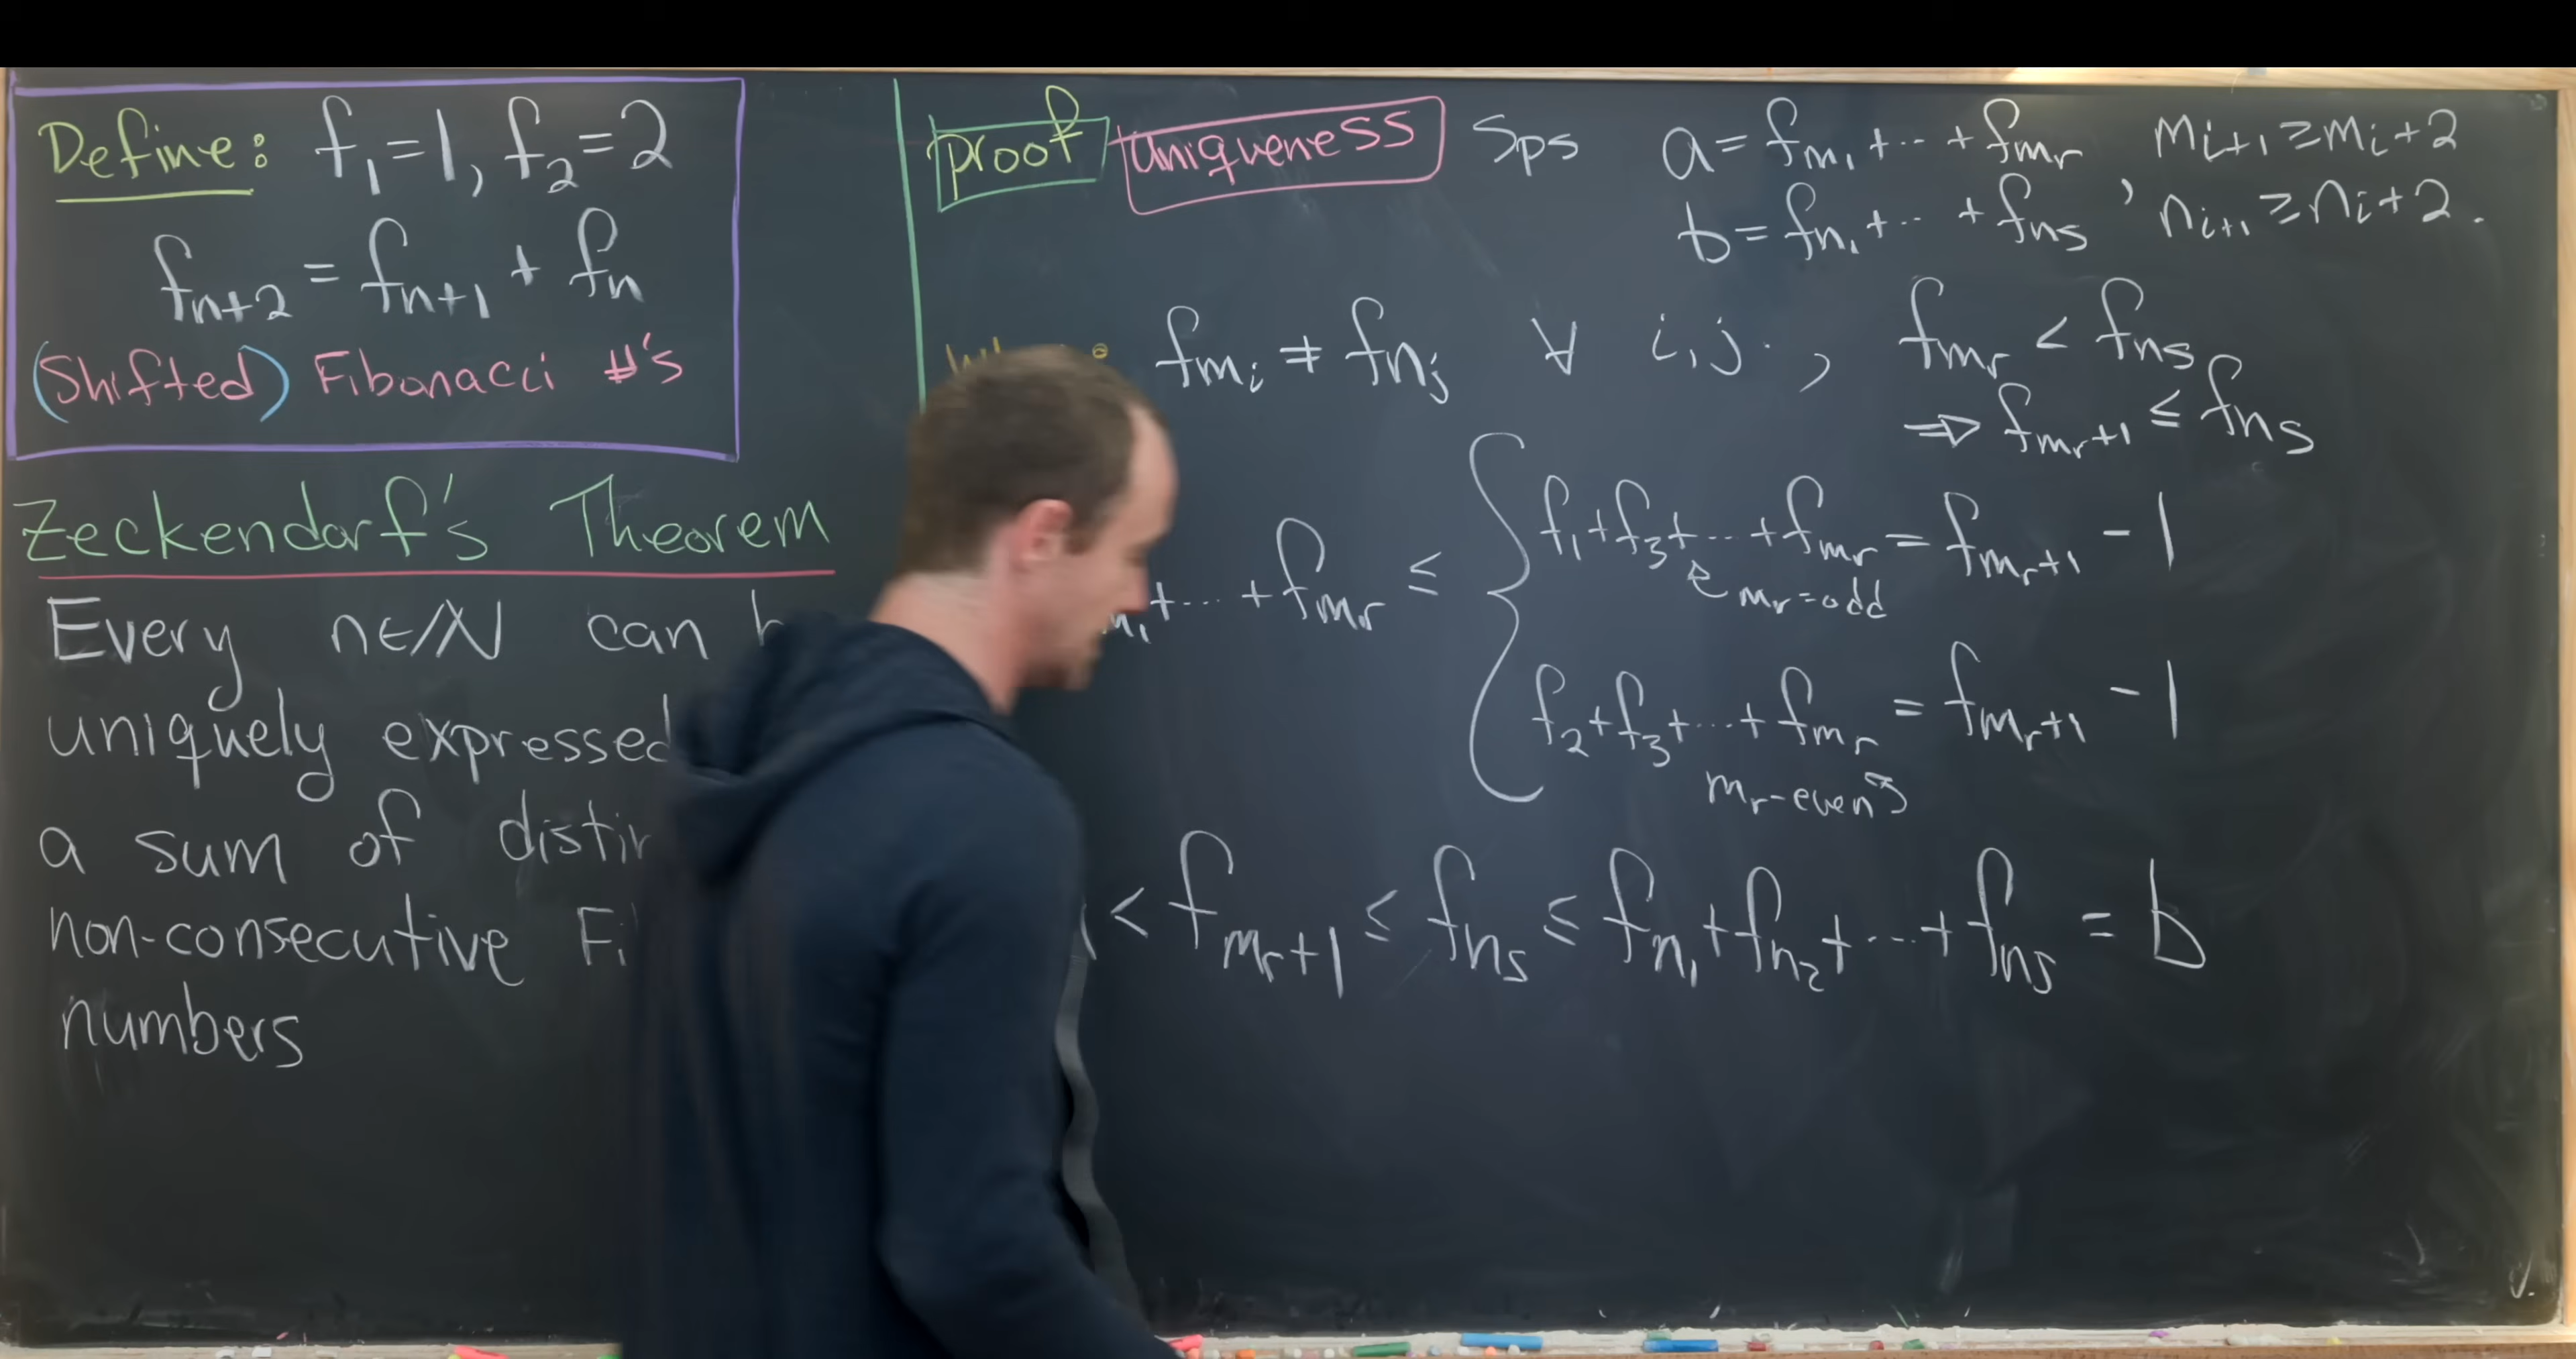 Define: f₁=1, f₂=2
fₙ₊₂ = fₙ₊₁ + fₙ
(Shifted) Fibonacci #'s
Zeckendorf's Theorem
Every n∈ℕ can
uniquely expressed
a sum of
non-consecutive
numbers
proof uniqueness Sps a = f_{m₁} + ⋯ + f_{m_r} m_{i+1} ≥ m_i + 2
b = f_{n₁} + ⋯ + f_{n_s} , n_{i+1} ≥ n_i + 2.
f_{m_i} ≠ f_{n_j} ∀ i, j. , f_{m_r} < f_{n_s}
⇒ f_{m_r+1} ≤ f_{n_s}
+ ⋯ + f_{m_r} ≤ { f₁ + f₃ + ⋯ + f_{m_r} = f_{m_r+1} - 1
m_r = odd
f₂ + f₃ + ⋯ + f_{m_r} = f_{m_r+1} - 1
m_r - even
< f_{m_r+1} ≤ f_{n_s} ≤ f_{n₁} + f_{n₂} + ⋯ + f_{n_s} = b